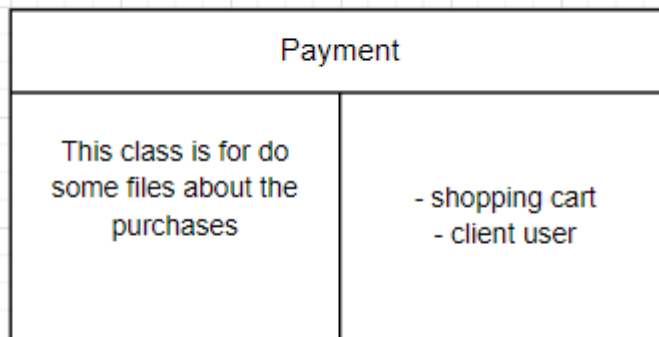 Payment
This class is for do
some files about the
purchases
- shopping cart
- client user